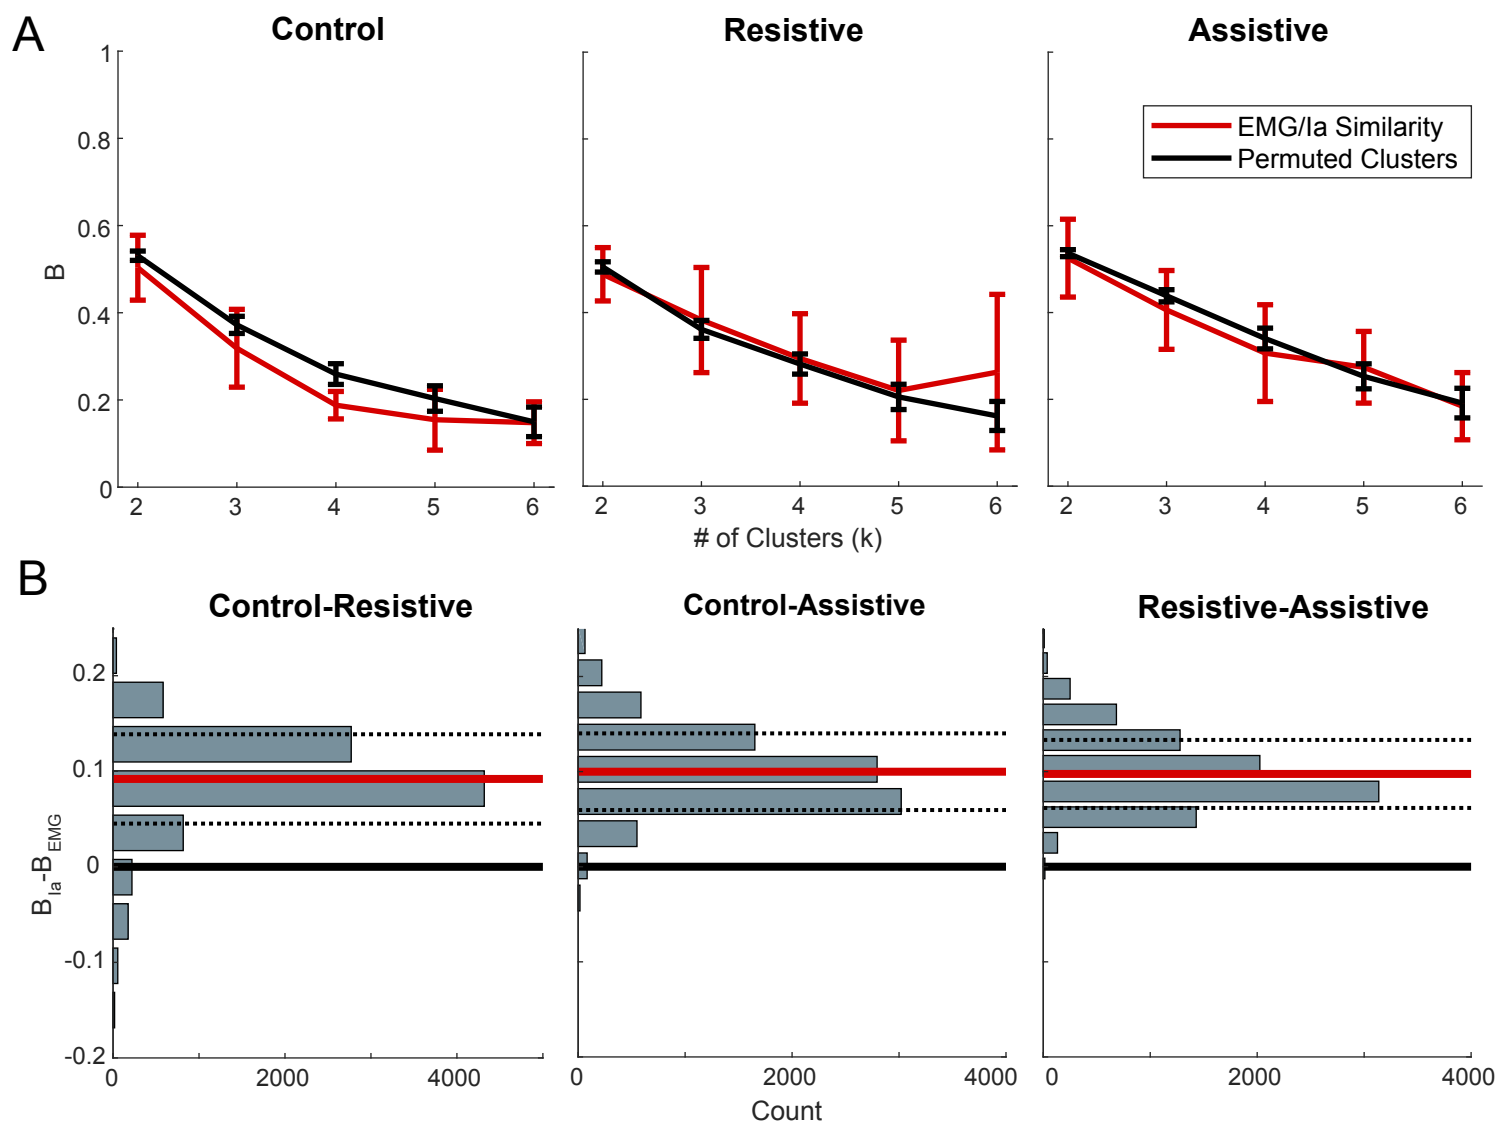 A
Control
Resistive
Assistive
1
0.8
0.6
0.4
0.2
0
B
EMG/Ia Similarity
Permuted Clusters
2 3 4 5 6
2 3 4 5 6
2 3 4 5 6
# of Clusters (k)
B
Control-Resistive
Control-Assistive
Resistive-Assistive
0.2
0.1
0
-0.1
-0.2
B_Ia-B_EMG
0 2000 4000
0 2000 4000
0 2000 4000
Count